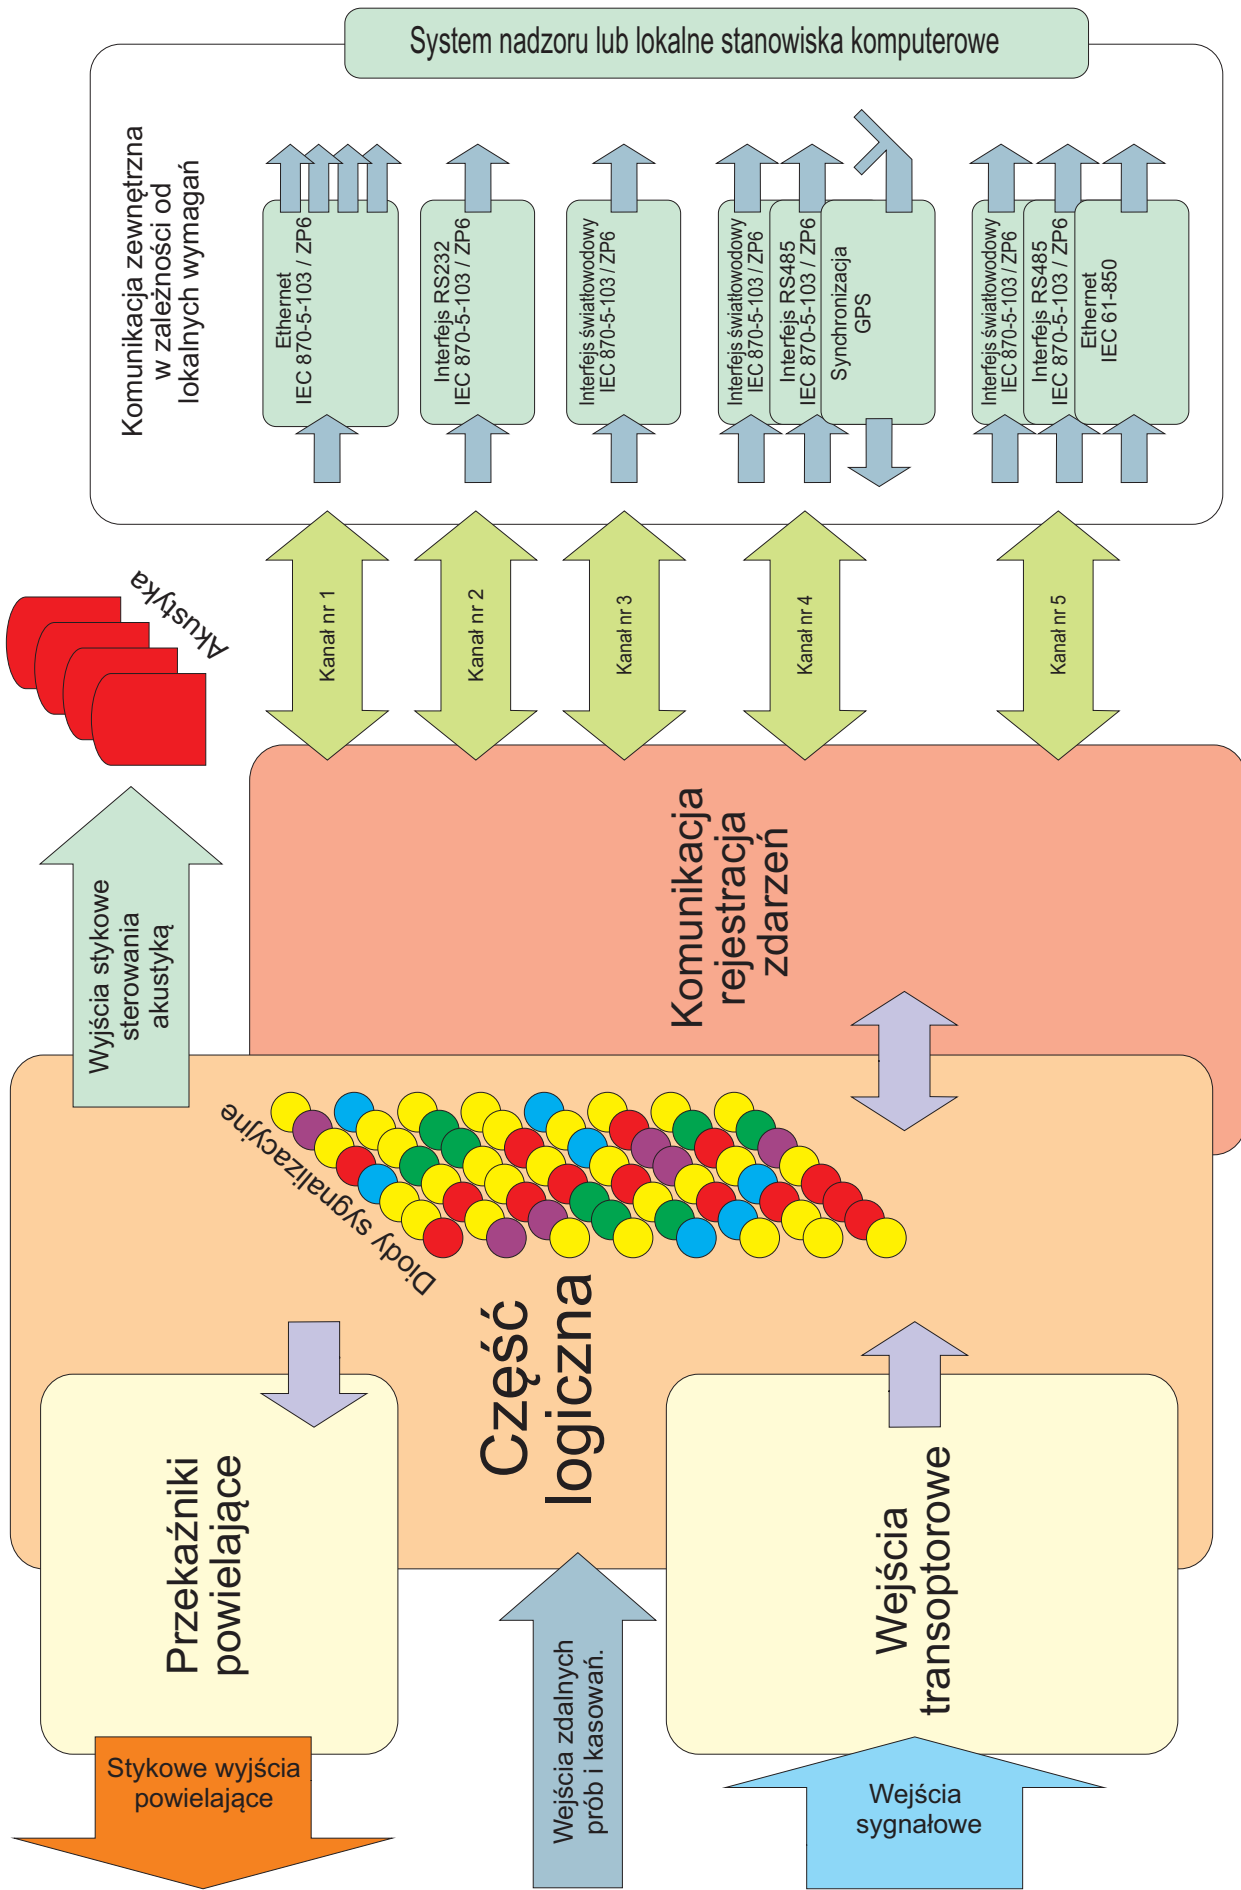 System nadzoru lub lokalne stanowiska komputerowe
Komunikacja zewnętrzna
w zależności od
lokalnych wymagań
Ethernet
IEC 870-5-103 / ZP6
Interfejs RS232
IEC 870-5-103 / ZP6
Interfejs światłowodowy
IEC 870-5-103 / ZP6
Interfejs światłowodowy
IEC 870-5-103 / ZP6
Interfejs RS485
IEC 870-5-103 / ZP6
Synchronizacja
GPS
Interfejs światłowodowy
IEC 870-5-103 / ZP6
Interfejs RS485
IEC 870-5-103 / ZP6
Ethernet
IEC 61-850
Akustyka
Kanał nr 1
Kanał nr 2
Kanał nr 3
Kanał nr 4
Kanał nr 5
Wyjścia stykowe
sterowania
akustyką
Komunikacja
rejestracja
zdarzeń
Diody sygnalizacyjne
Część
logiczna
Przekaźniki
powielające
Wejścia
transoptorowe
Stykowe wyjścia
powielające
Wejścia zdalnych
prób i kasowań.
Wejścia
sygnałowe